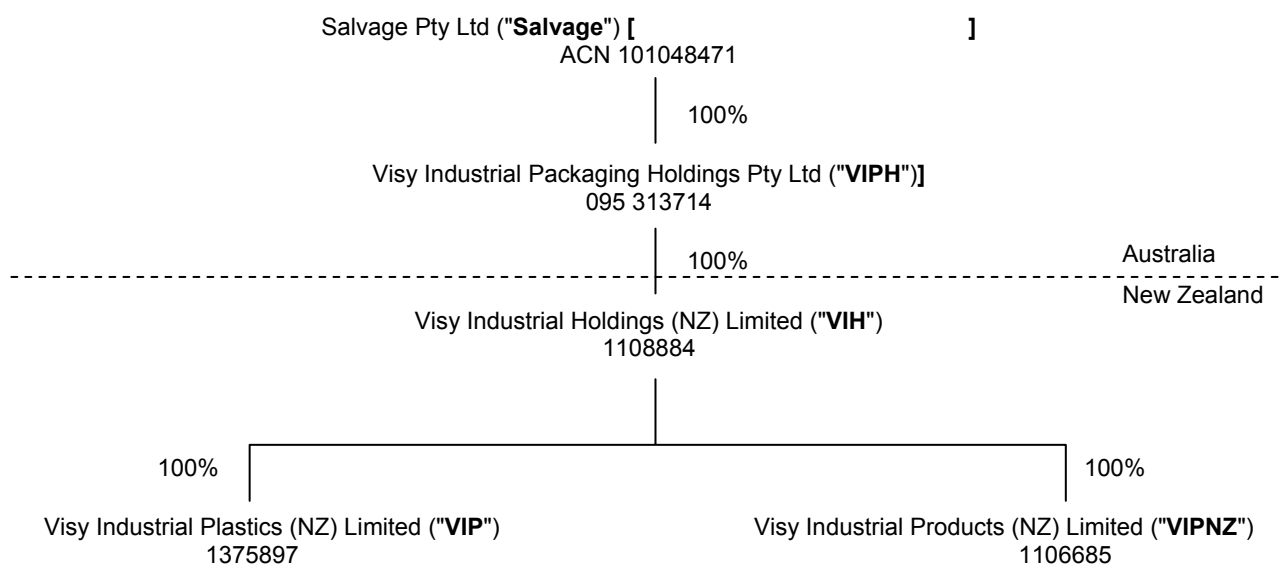 Salvage Pty Ltd ("Salvage") [ ]
ACN 101048471
100%
Visy Industrial Packaging Holdings Pty Ltd ("VIPH")]
095 313714
100%
Australia
New Zealand
Visy Industrial Holdings (NZ) Limited ("VIH")
1108884
100%
100%
Visy Industrial Plastics (NZ) Limited ("VIP")
1375897
Visy Industrial Products (NZ) Limited ("VIPNZ")
1106685